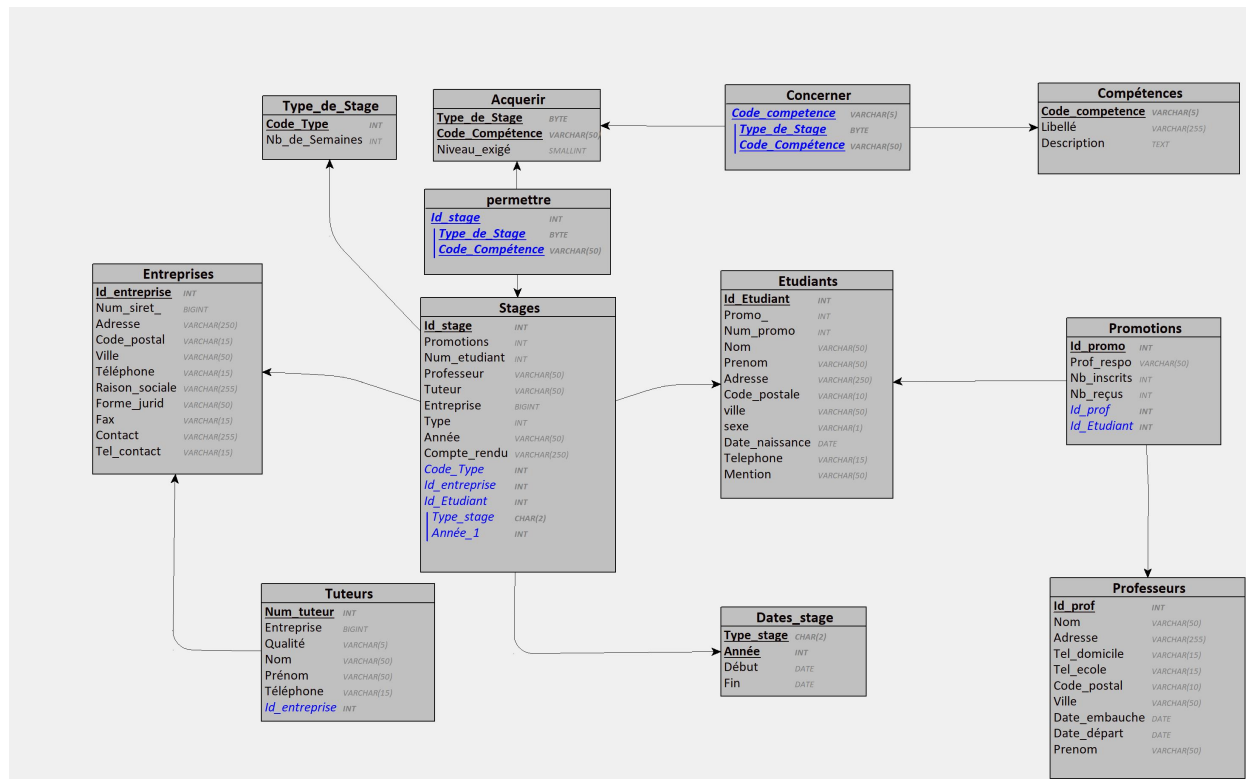 Type_de_Stage
Code_Type INT
Nb_de_Semaines INT
Acquerir
Type_de_Stage BYTE
Code_Compétence VARCHAR(50)
Niveau_exigé SMALLINT
Concerner
Code_competence VARCHAR(5)
Type_de_Stage BYTE
Code_Compétence VARCHAR(50)
Compétences
Code_competence VARCHAR(5)
Libellé VARCHAR(255)
Description TEXT
permettre
Id_stage INT
Type_de_Stage BYTE
Code_Compétence VARCHAR(50)
Entreprises
Id_entreprise INT
Num_siret_ BIGINT
Adresse VARCHAR(250)
Code_postal VARCHAR(15)
Ville VARCHAR(50)
Téléphone VARCHAR(15)
Raison_sociale VARCHAR(255)
Forme_jurid VARCHAR(50)
Fax VARCHAR(15)
Contact VARCHAR(255)
Tel_contact VARCHAR(15)
Stages
Id_stage INT
Promotions INT
Num_etudiant INT
Professeur VARCHAR(50)
Tuteur VARCHAR(50)
Entreprise BIGINT
Type INT
Année VARCHAR(50)
Compte_rendu VARCHAR(250)
Code_Type INT
Id_entreprise INT
Id_Etudiant INT
Type_stage CHAR(2)
Année_1 INT
Etudiants
Id_Etudiant INT
Promo_ INT
Num_promo INT
Nom VARCHAR(50)
Prenom VARCHAR(50)
Adresse VARCHAR(250)
Code_postale VARCHAR(10)
ville VARCHAR(50)
sexe VARCHAR(1)
Date_naissance DATE
Telephone VARCHAR(15)
Mention VARCHAR(50)
Promotions
Id_promo INT
Prof_respo VARCHAR(50)
Nb_inscrits INT
Nb_reçus INT
Id_prof INT
Id_Etudiant INT
Tuteurs
Num_tuteur INT
Entreprise BIGINT
Qualité VARCHAR(5)
Nom VARCHAR(50)
Prénom VARCHAR(50)
Téléphone VARCHAR(15)
Id_entreprise INT
Dates_stage
Type_stage CHAR(2)
Année INT
Début DATE
Fin DATE
Professeurs
Id_prof INT
Nom VARCHAR(50)
Adresse VARCHAR(255)
Tel_domicile VARCHAR(15)
Tel_ecole VARCHAR(15)
Code_postal VARCHAR(10)
Ville VARCHAR(50)
Date_embauche DATE
Date_départ DATE
Prenom VARCHAR(50)